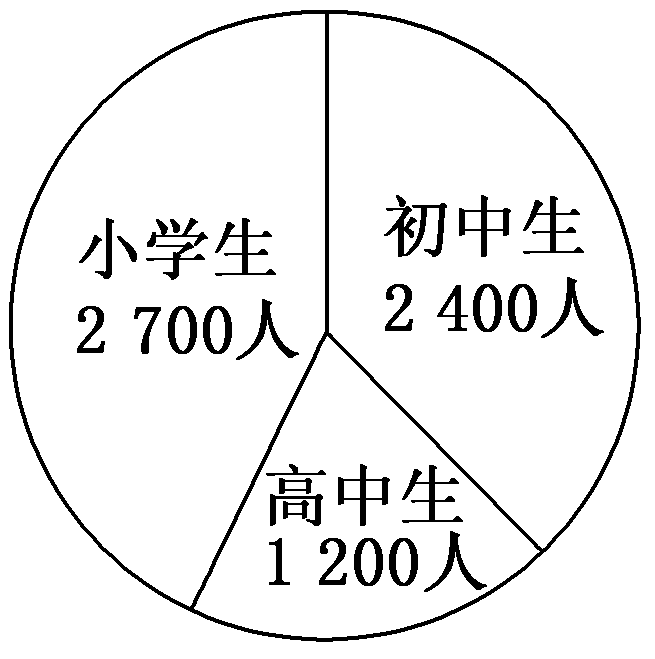 小学生
2 700人
初中生
2 400人
高中生
1 200人